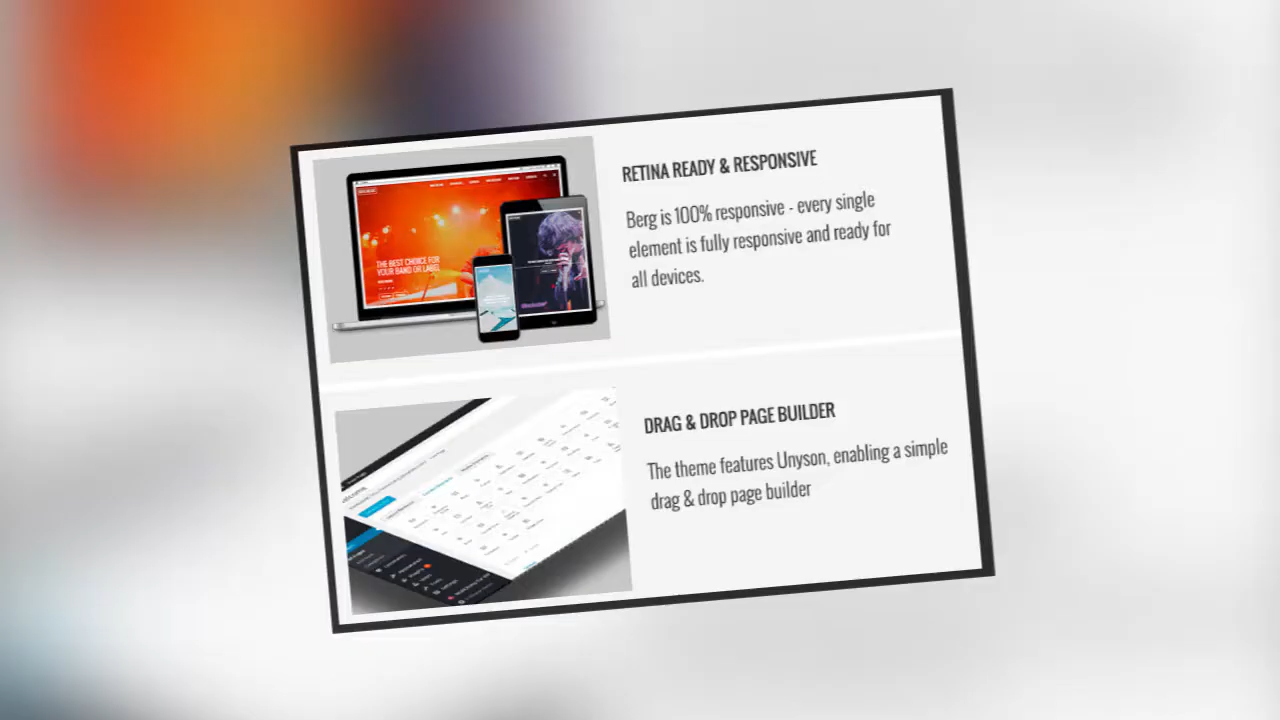 RETINA READY & RESPONSIVE
Berg is 100% responsive - every single
element is fully responsive and ready for
all devices.
THE BEST CHOICE FOR
YOUR BAND OR LABEL
DRAG & DROP PAGE BUILDER
The theme features Unyson, enabling a simple
drag & drop page builder